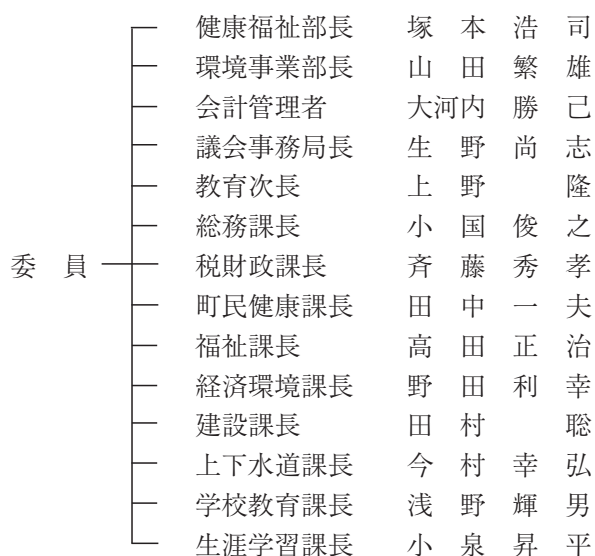 健康福祉部長 塚本浩司
環境事業部長 山田繁雄
会計管理者 大河内勝己
議会事務局長 生野尚志
教育次長 上野隆
総務課長 小国俊之
委員 税財政課長 斉藤秀孝
町民健康課長 田中一夫
福祉課長 高田正治
経済環境課長 野田利幸
建設課長 田村聡
上下水道課長 今村幸弘
学校教育課長 浅野輝男
生涯学習課長 小泉昇平